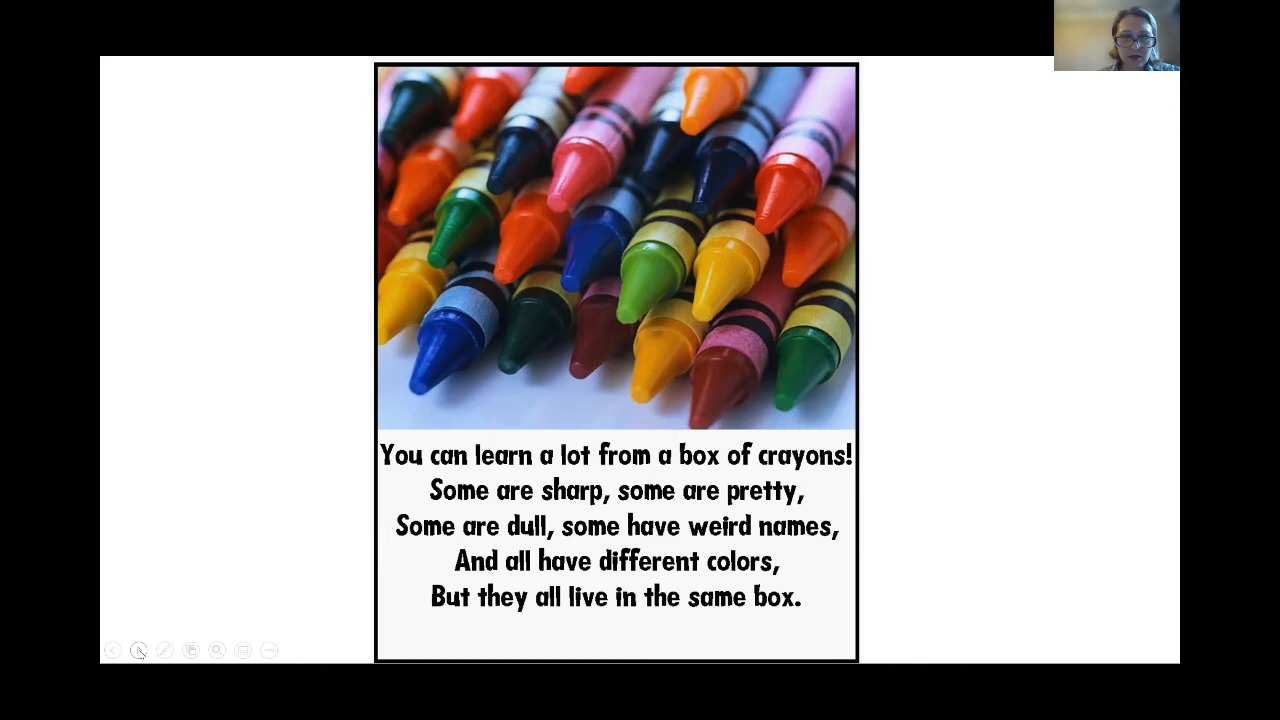 You can learn a lot from a box of crayons!
Some are sharp, some are pretty,
Some are dull, some have weird names,
And all have different colors,
But they all live in the same box.